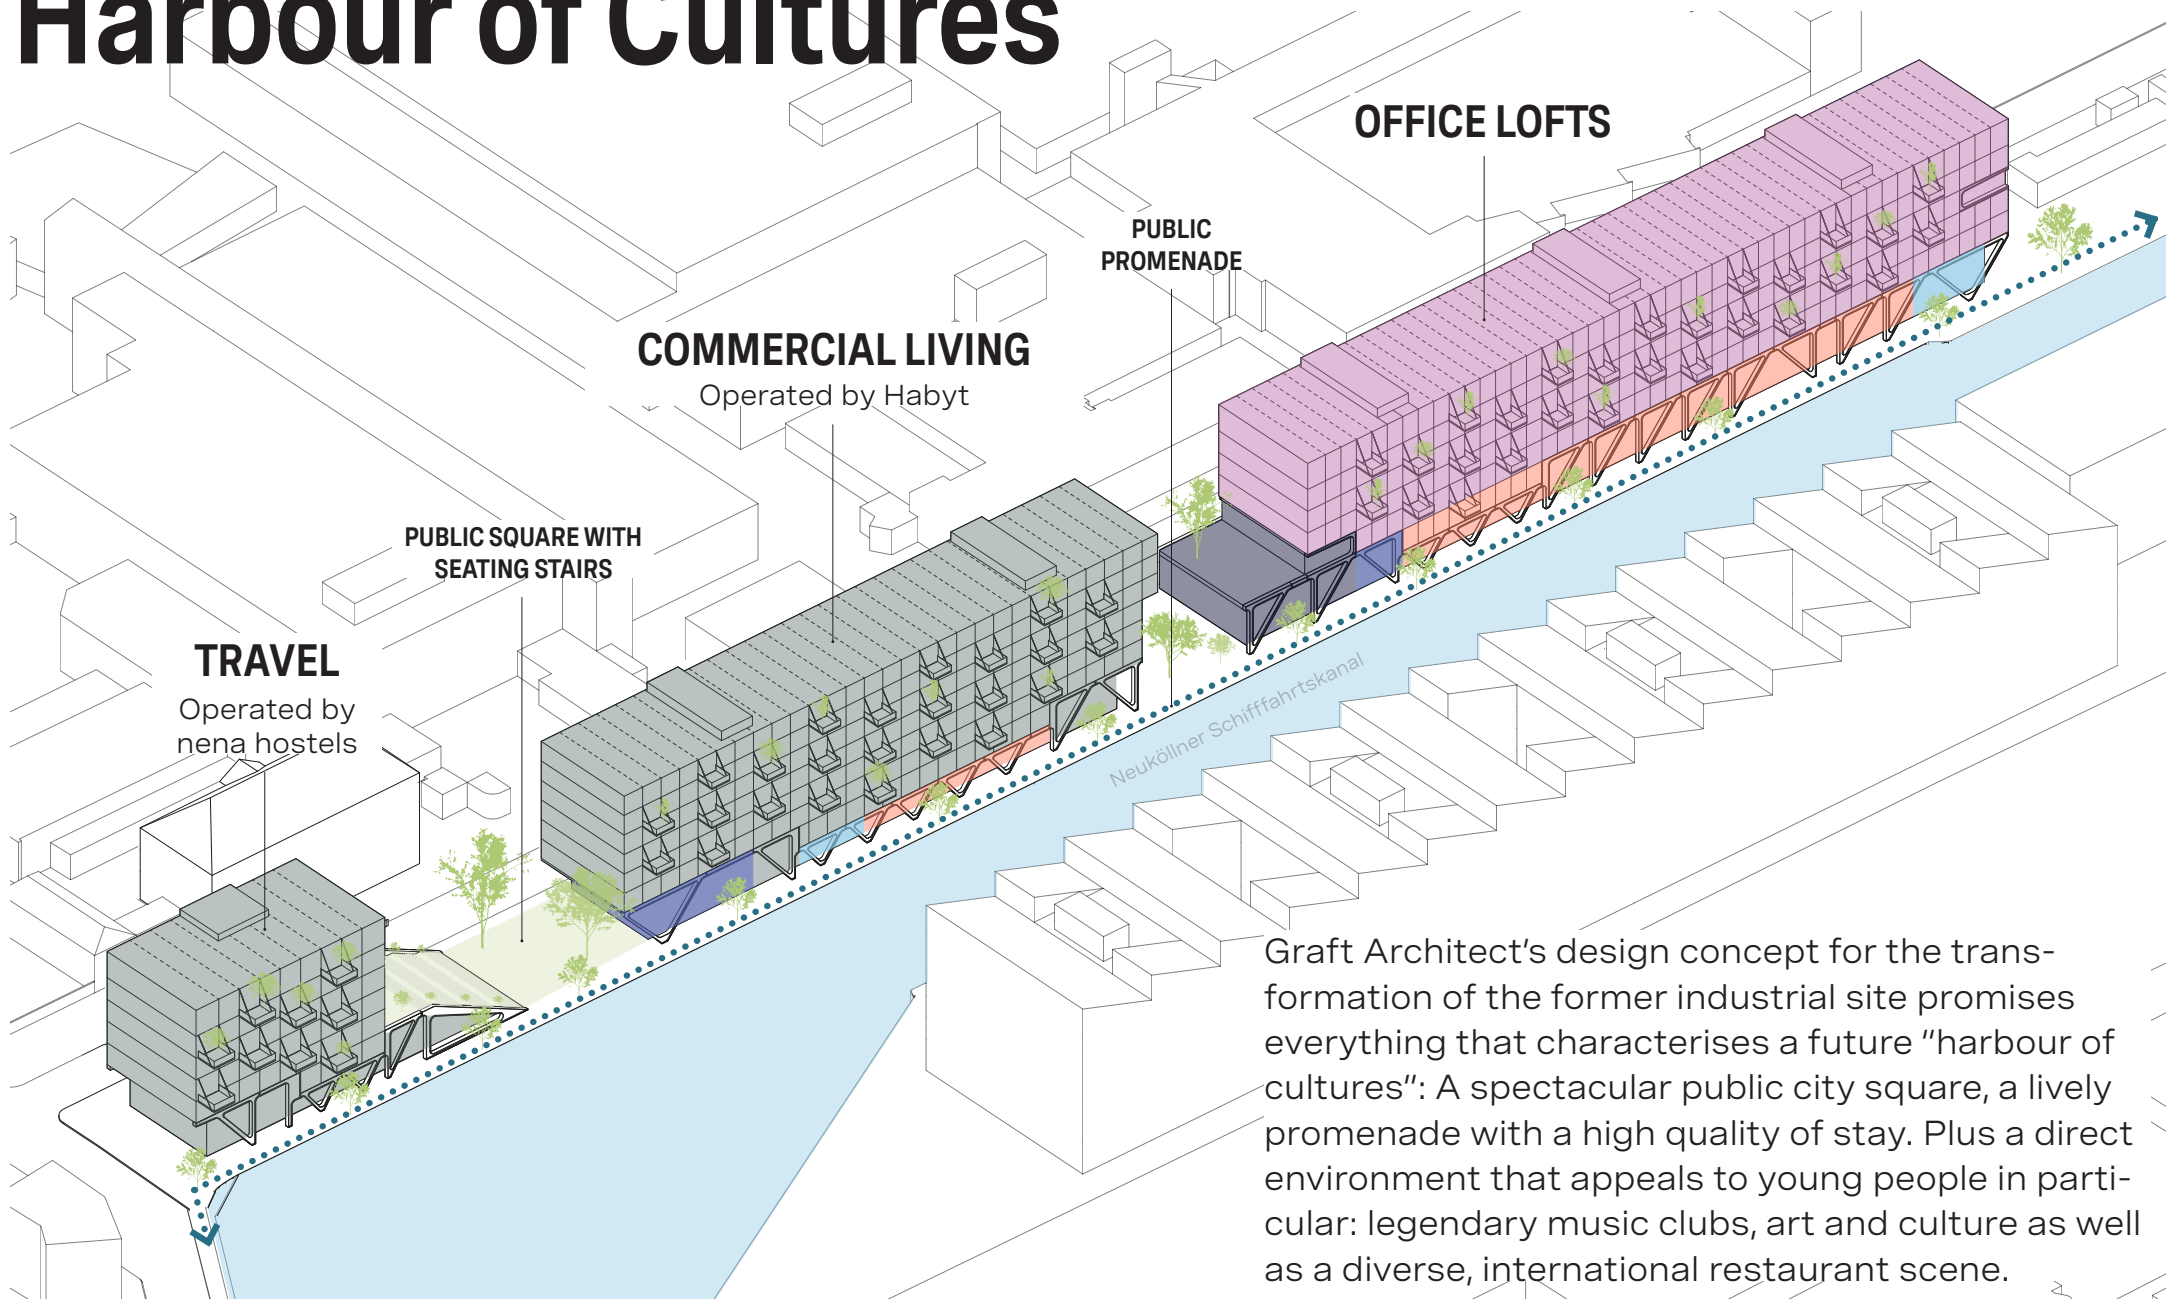 Harbour of Cultures
OFFICE LOFTS
PUBLIC
PROMENADE
COMMERCIAL LIVING
Operated by Habyt
PUBLIC SQUARE WITH
SEATING STAIRS
TRAVEL
Operated by
nena hostels
Neuköllner Schifffahrtskanal
Graft Architect's design concept for the trans-
formation of the former industrial site promises
everything that characterises a future "harbour of
cultures": A spectacular public city square, a lively
promenade with a high quality of stay. Plus a direct
environment that appeals to young people in parti-
cular: legendary music clubs, art and culture as well
as a diverse, international restaurant scene.